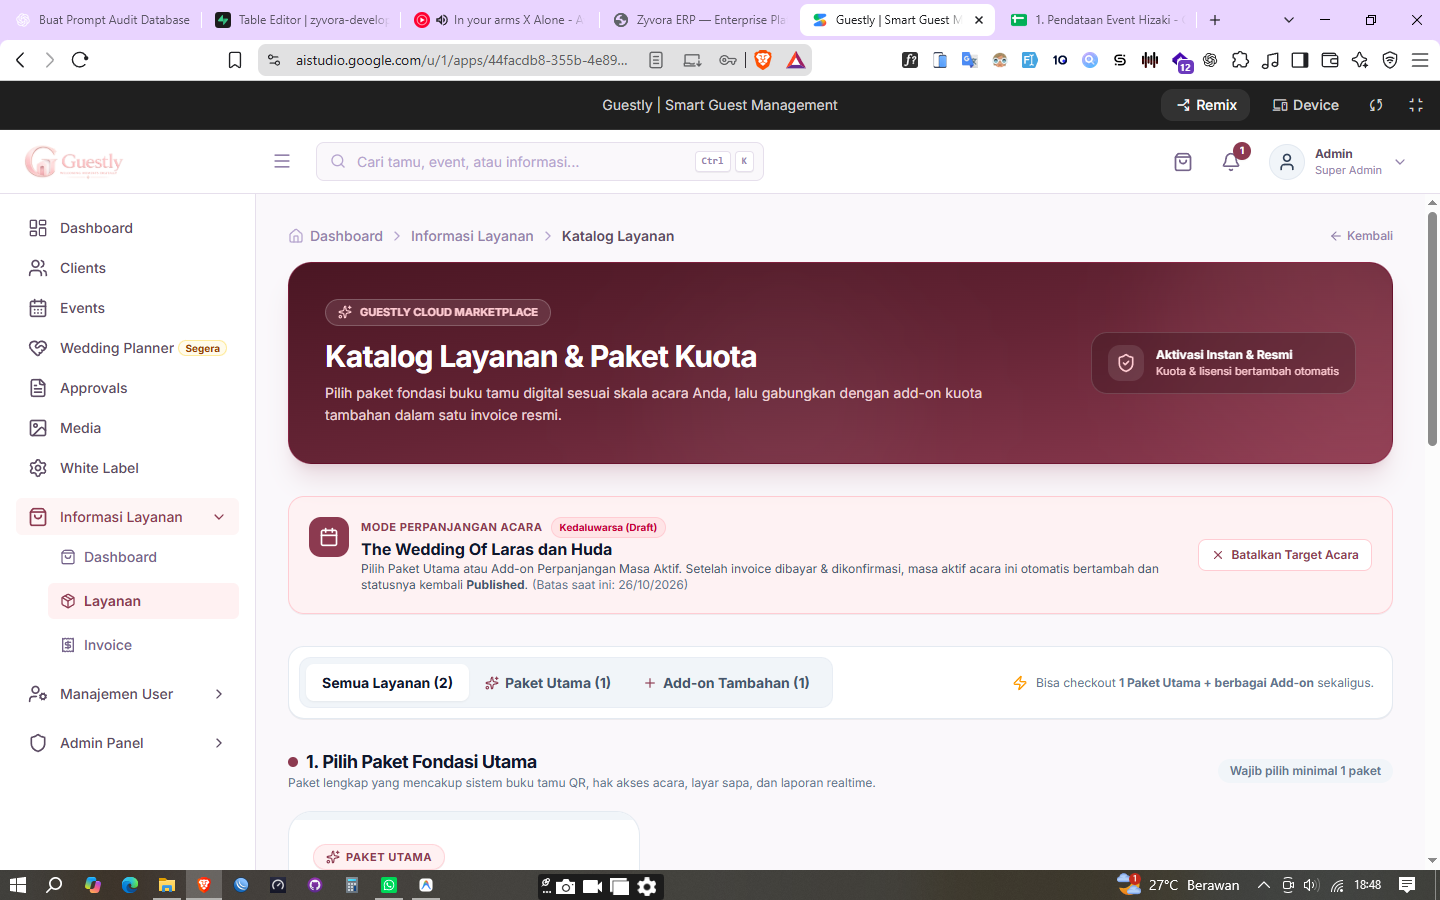 Buat Prompt Audit Database
Table Editor | zyvora-develop
In your arms X Alone - A
Zyvora ERP — Enterprise Pla
Guestly | Smart Guest M
1. Pendataan Event Hizaki -
aistudio.google.com/u/1/apps/44facdb8-355b-4e89...
12
Guestly | Smart Guest Management
Remix
Device
Guestly
Cari tamu, event, atau informasi...
Ctrl
K
1
Admin
Super Admin
Dashboard
Clients
Events
Wedding Planner
Segera
Approvals
Media
White Label
Informasi Layanan
Dashboard
Layanan
Invoice
Manajemen User
Admin Panel
Dashboard
Informasi Layanan
Katalog Layanan
Kembali
GUESTLY CLOUD MARKETPLACE
Katalog Layanan & Paket Kuota
Pilih paket fondasi buku tamu digital sesuai skala acara Anda, lalu gabungkan dengan add-on kuota
tambahan dalam satu invoice resmi.
Aktivasi Instan & Resmi
Kuota & lisensi bertambah otomatis
MODE PERPANJANGAN ACARA
Kedaluwarsa (Draft)
The Wedding Of Laras dan Huda
Pilih Paket Utama atau Add-on Perpanjangan Masa Aktif. Setelah invoice dibayar & dikonfirmasi, masa aktif acara ini otomatis bertambah dan
statusnya kembali Published. (Batas saat ini: 26/10/2026)
Batalkan Target Acara
Semua Layanan (2)
Paket Utama (1)
Add-on Tambahan (1)
Bisa checkout 1 Paket Utama + berbagai Add-on sekaligus.
1. Pilih Paket Fondasi Utama
Paket lengkap yang mencakup sistem buku tamu QR, hak akses acara, layar sapa, dan laporan realtime.
Wajib pilih minimal 1 paket
PAKET UTAMA
1
27°C Berawan
18:48